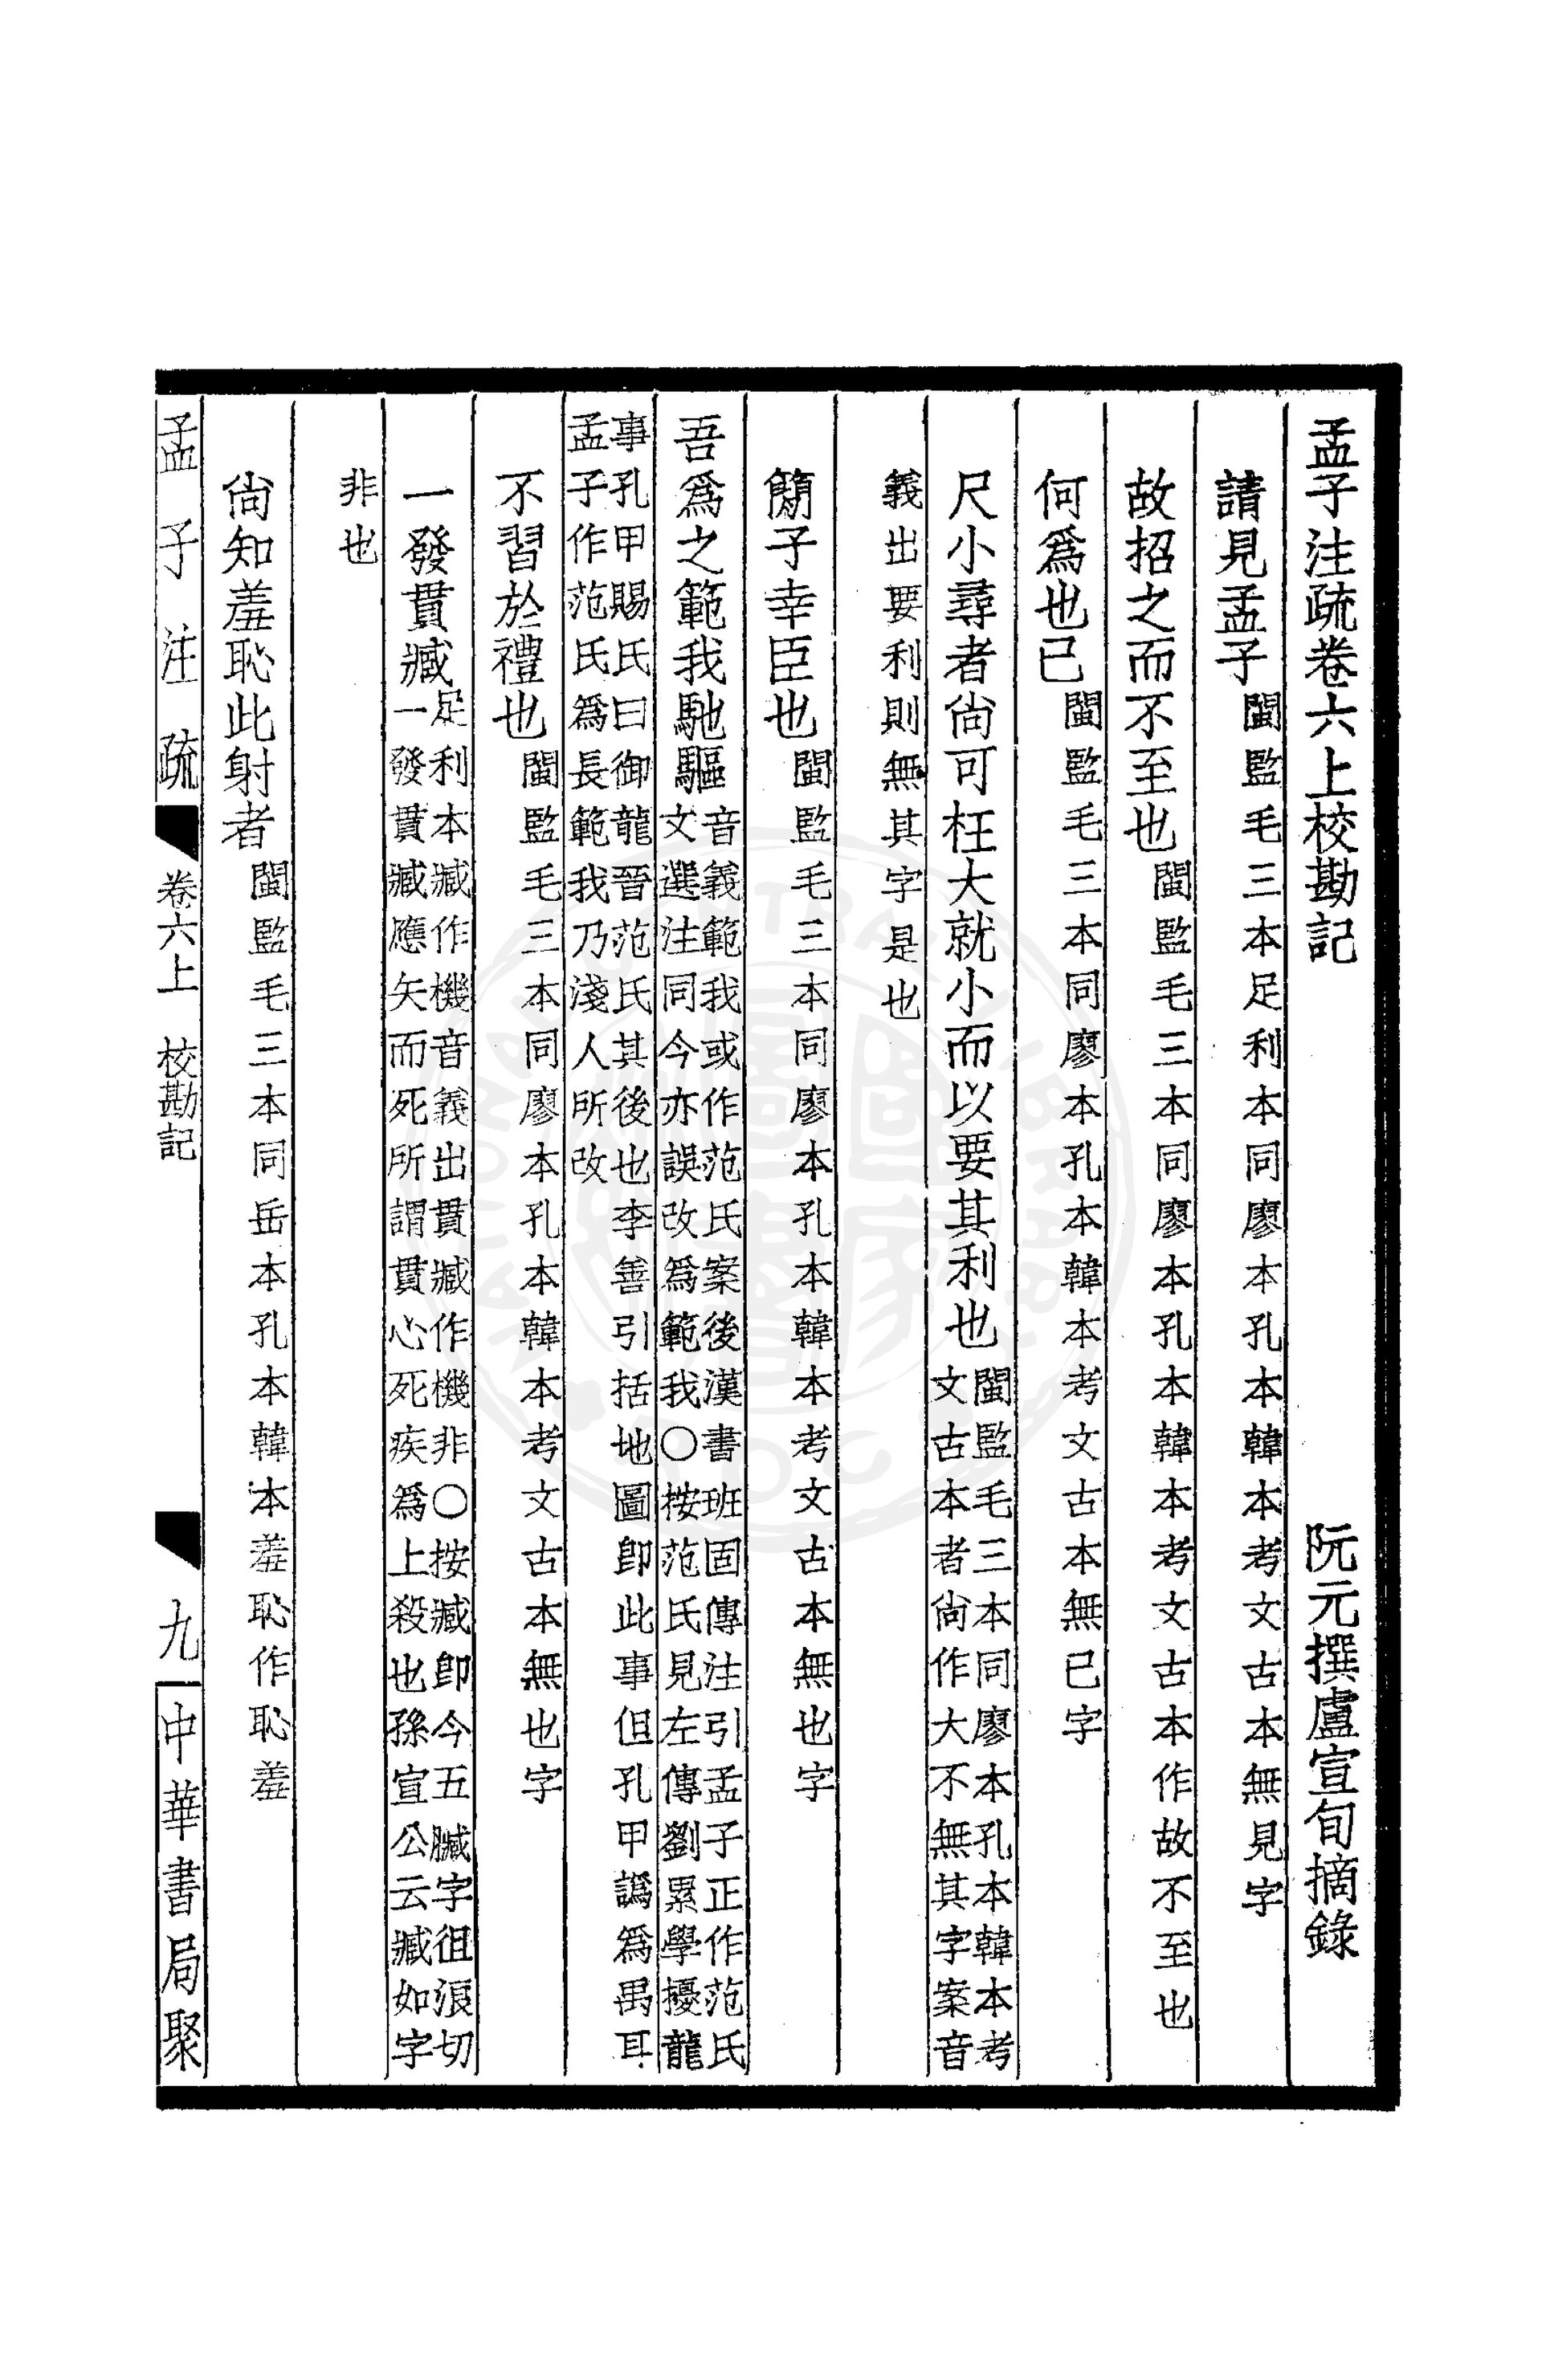 孟子注疏卷六上校勘記　阮元撰盧宣旬摘錄
請見孟子閩監毛三本足利本同廖本孔本韓本考文古本無見字
故招之而不至也閩監毛三本同廖本孔本韓本考文古本作故不至也
何爲也已閩監毛三本同廖本孔本韓本考文古本無已字
尺小尋者尙可枉大就小而以要其利也閩監毛三本同廖本孔本韓本考
文古本者尙作大不無其字案音
義出要利則無其字是也
簡子幸臣也閩監毛三本同廖本孔本韓本考文古本無也字
吾爲之範我馳驅音義範我或作范氏案後漢書班固傳注引孟子正作范氏
文選注同今亦誤改爲範我○按范氏見左傳劉累學擾龍
事孔甲賜氏曰御龍晉范氏其後也李善引括地圖卽此事但孔甲譌爲禹耳
孟子作范氏爲長範我乃淺人所改
不習於禮也閩監毛三本同廖本孔本韓本考文古本無也字
一發貫臧足利本臧作機音義出貫臧作機非○按臧卽今五臟字徂浪切
一發貫臧應矢而死所謂貫心死疾爲上殺也孫宣公云臧如字
非也
尙知羞恥此射者閩監毛三本同岳本孔本韓本羞恥作恥羞
孟子注疏　卷六上　校勘記　九　中華書局聚